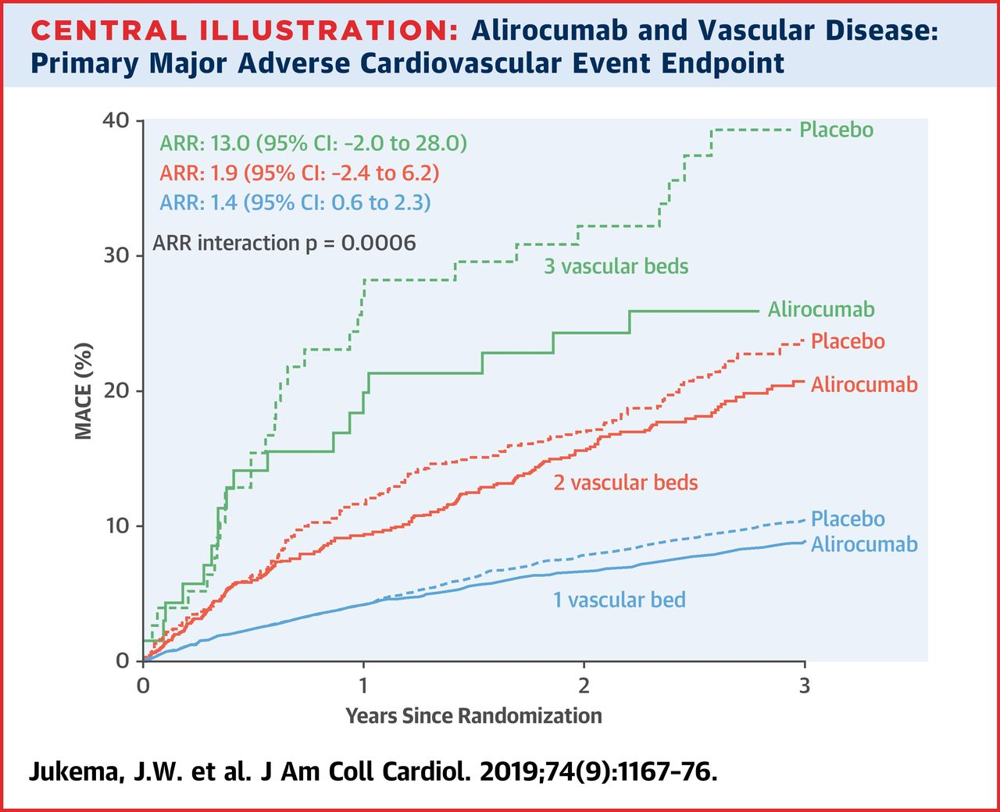 CENTRAL ILLUSTRATION: Alirocumab and Vascular Disease:
Primary Major Adverse Cardiovascular Event Endpoint
40
30
20
10
0
MACE (%)
ARR: 13.0 (95% CI: –2.0 to 28.0)
ARR: 1.9 (95% CI: –2.4 to 6.2)
ARR: 1.4 (95% CI: 0.6 to 2.3)
ARR interaction p = 0.0006
Placebo
3 vascular beds
Alirocumab
Placebo
Alirocumab
2 vascular beds
Placebo
Alirocumab
1 vascular bed
0 1 2 3
Years Since Randomization
Jukema, J.W. et al. J Am Coll Cardiol. 2019;74(9):1167–76.